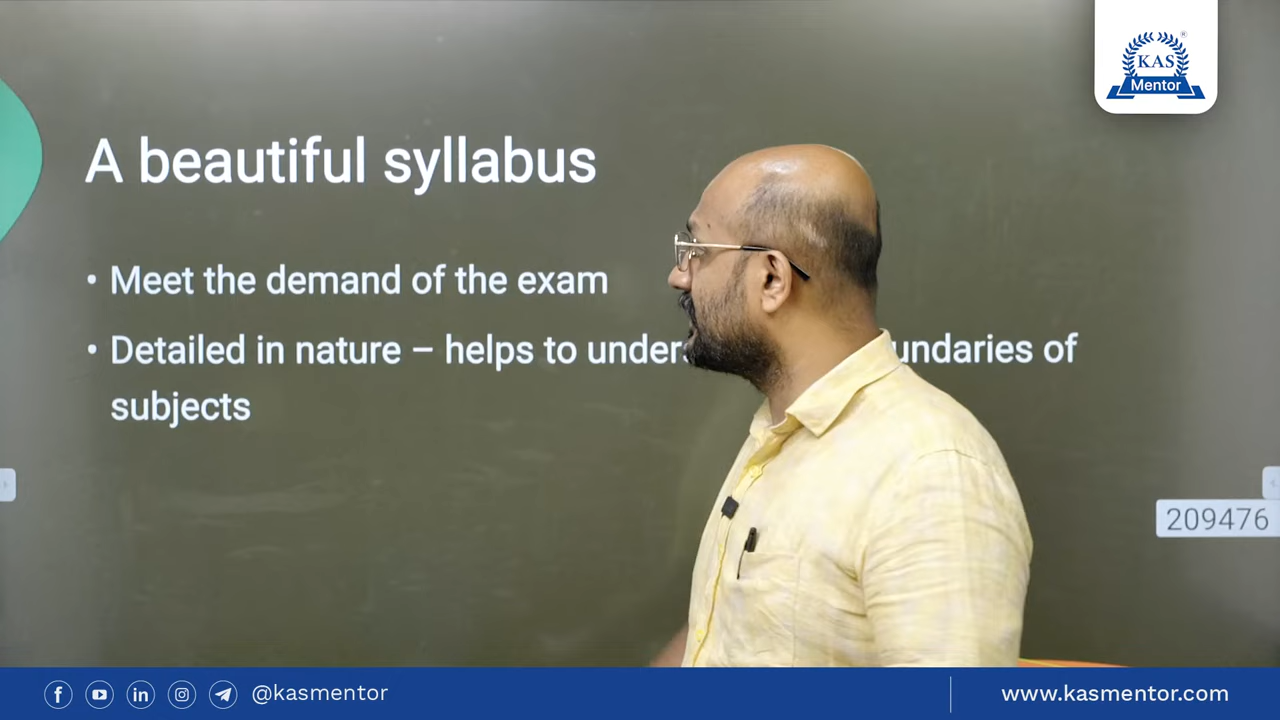 KAS
Mentor
A beautiful syllabus
• Meet the demand of the exam
• Detailed in nature – helps to of
subjects
209476
@kasmentor
www.kasmentor.com